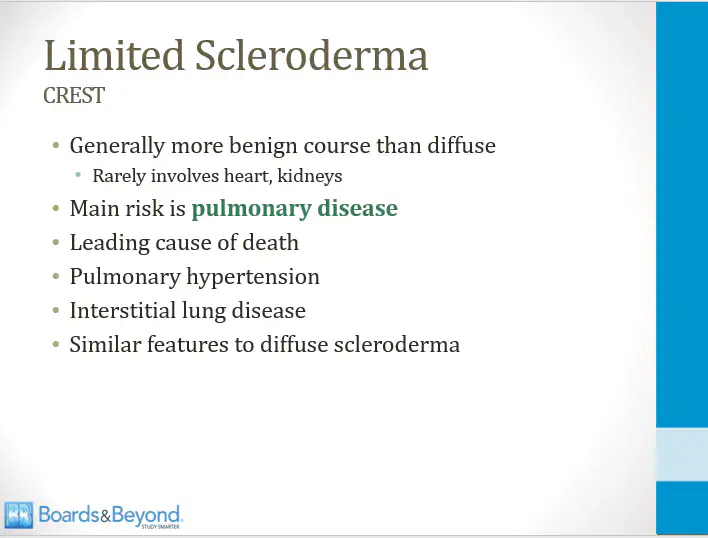 Limited Scleroderma
CREST
• Generally more benign course than diffuse
• Rarely involves heart, kidneys
• Main risk is pulmonary disease
• Leading cause of death
• Pulmonary hypertension
• Interstitial lung disease
• Similar features to diffuse scleroderma
BB Boards&Beyond.
STUDY SMARTER